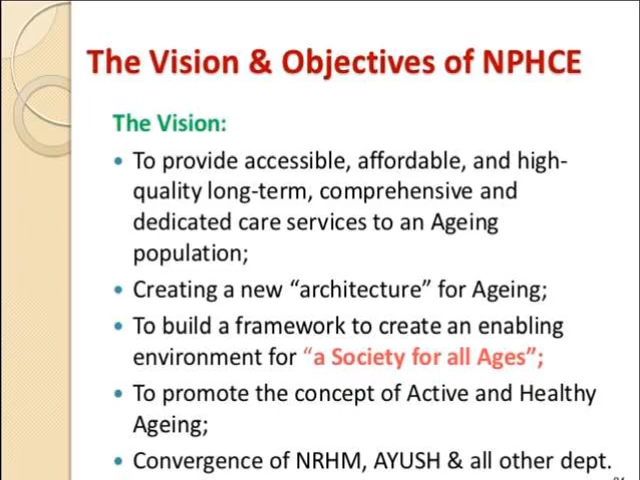 The Vision & Objectives of NPHCE
The Vision:
• To provide accessible, affordable, and high-
quality long-term, comprehensive and
dedicated care services to an Ageing
population;
• Creating a new “architecture” for Ageing;
• To build a framework to create an enabling
environment for “a Society for all Ages”;
• To promote the concept of Active and Healthy
Ageing;
• Convergence of NRHM, AYUSH & all other dept.